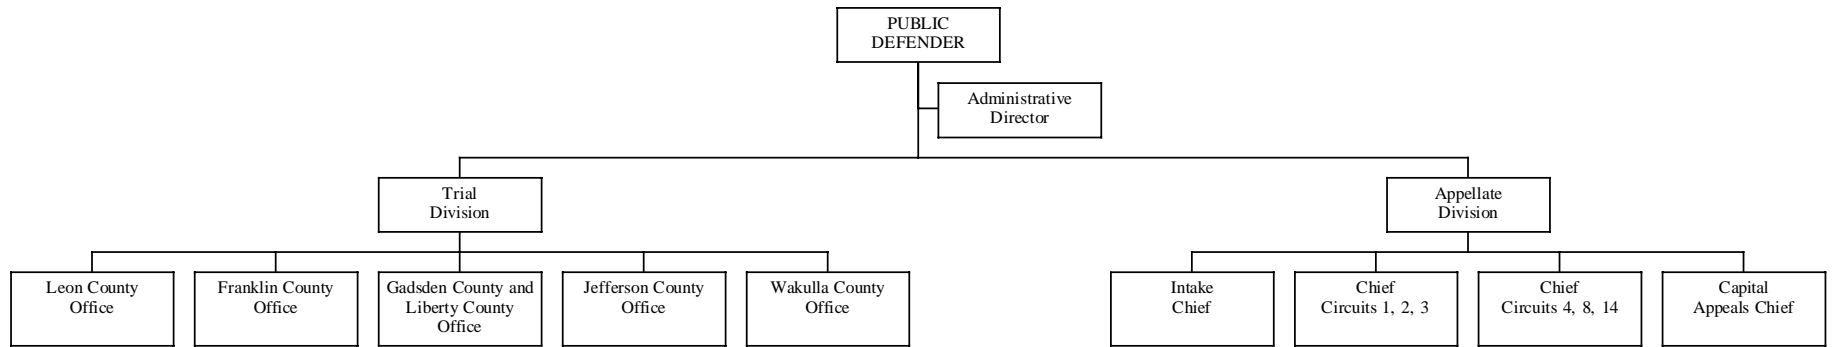 PUBLIC
DEFENDER
Administrative
Director
Trial
Division
Appellate
Division
Leon County
Office
Franklin County
Office
Gadsden County and
Liberty County
Office
Jefferson County
Office
Wakulla County
Office
Intake
Chief
Chief
Circuits 1, 2, 3
Chief
Circuits 4, 8, 14
Capital
Appeals Chief